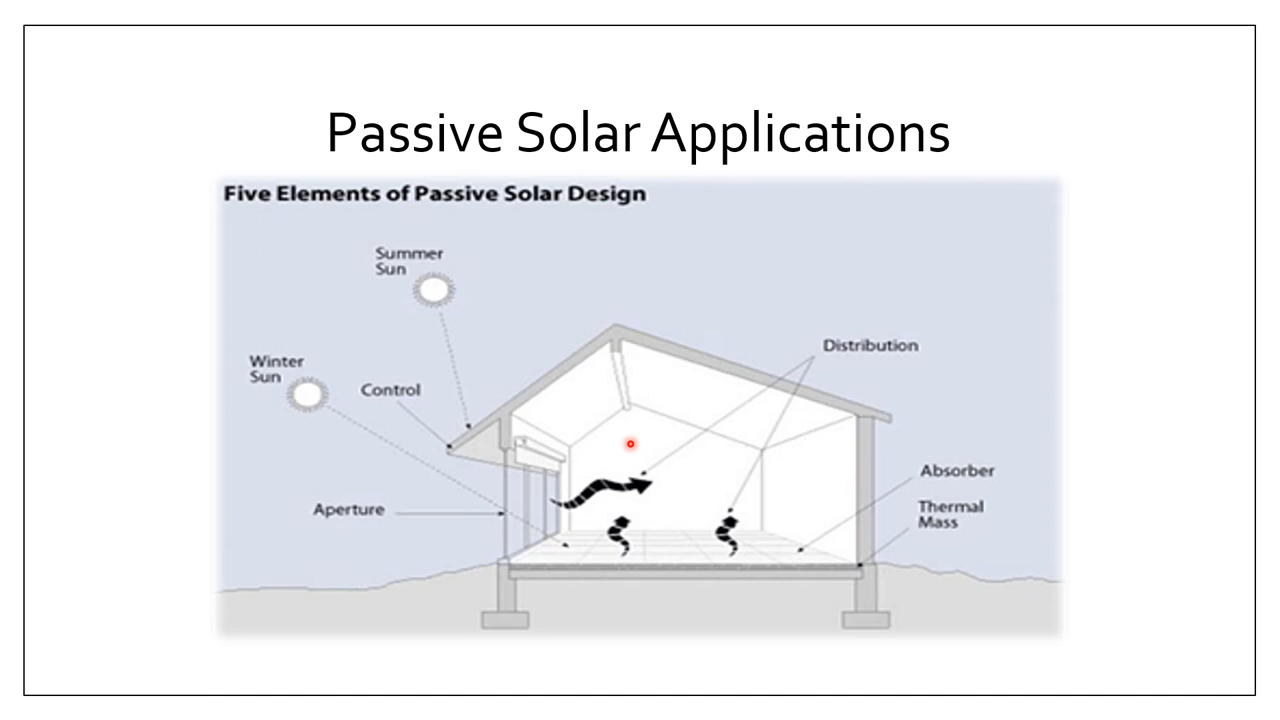 Passive Solar Applications
Five Elements of Passive Solar Design
Summer
Sun
Winter
Sun
Control
Distribution
Absorber
Thermal
Mass
Aperture